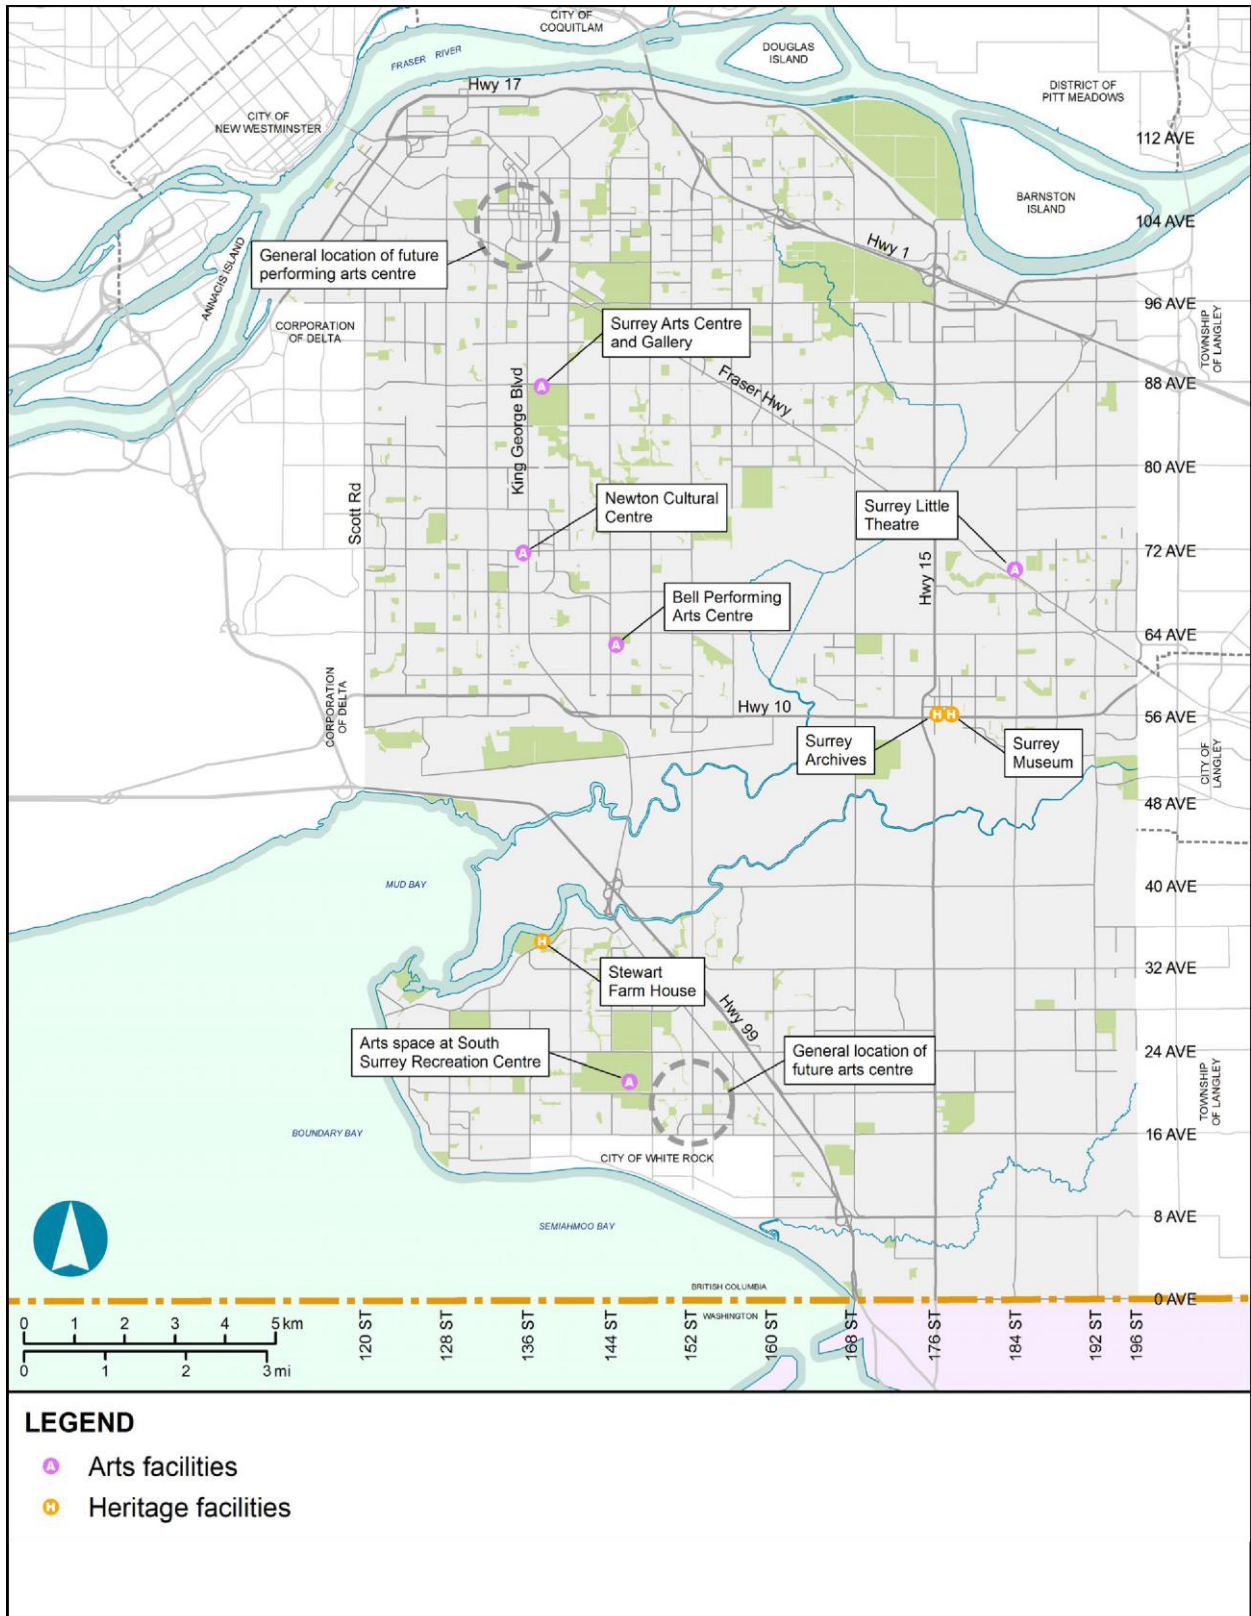 CITY OF
COQUITLAM
FRASER RIVER
DOUGLAS
ISLAND
Hwy 17
DISTRICT OF
PITT MEADOWS
CITY OF
NEW WESTMINSTER
112 AVE
BARNSTON
ISLAND
104 AVE
ANNACIS ISLAND
General location of future
performing arts centre
Hwy 1
96 AVE
CORPORATION
OF DELTA
Surrey Arts Centre
and Gallery
TOWNSHIP
OF LANGLEY
A
88 AVE
King George Blvd
Fraser Hwy
80 AVE
Scott Rd
Newton Cultural
Centre
Surrey Little
Theatre
A
72 AVE
A
Hwy 15
Bell Performing
Arts Centre
64 AVE
A
CORPORATION
OF DELTA
Hwy 10
H H
56 AVE
Surrey
Archives
Surrey
Museum
CITY OF
LANGLEY
48 AVE
MUD BAY
40 AVE
H
Stewart
Farm House
32 AVE
Hwy 99
Arts space at South
Surrey Recreation Centre
General location of
future arts centre
24 AVE
A
TOWNSHIP
OF LANGLEY
BOUNDARY BAY
16 AVE
CITY OF WHITE ROCK
8 AVE
SEMIAHMOO BAY
BRITISH COLUMBIA
0 AVE
WASHINGTON
0 1 2 3 4 5 km
0 1 2 3 mi
120 ST
128 ST
136 ST
144 ST
152 ST
160 ST
168 ST
176 ST
184 ST
192 ST
196 ST
LEGEND
A Arts facilities
H Heritage facilities